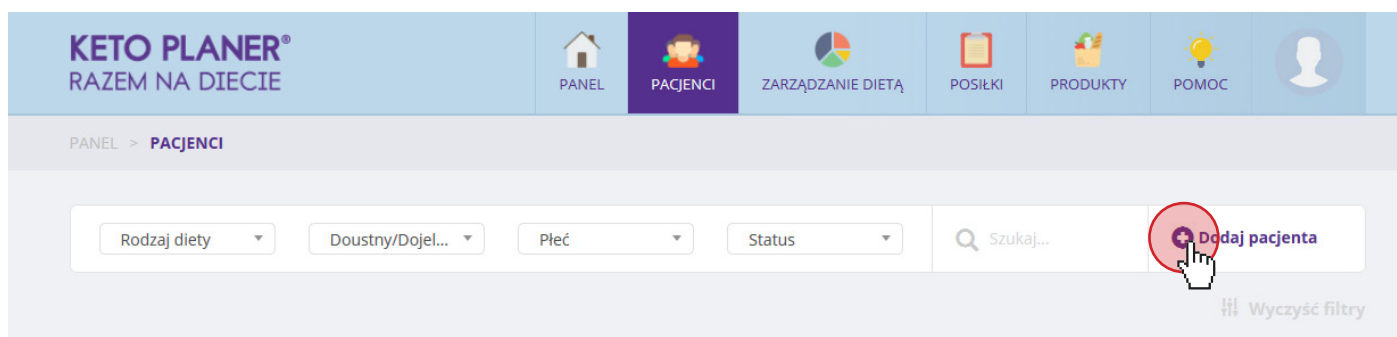 KETO PLANER®
RAZEM NA DIECIE
PANEL
PACJENCI
ZARZĄDZANIE DIETĄ
POSIŁKI
PRODUKTY
POMOC
PANEL > PACJENCI
Rodzaj diety
Doustny/Dojel...
Płeć
Status
Szukaj...
Dodaj pacjenta
Wyczyść filtry